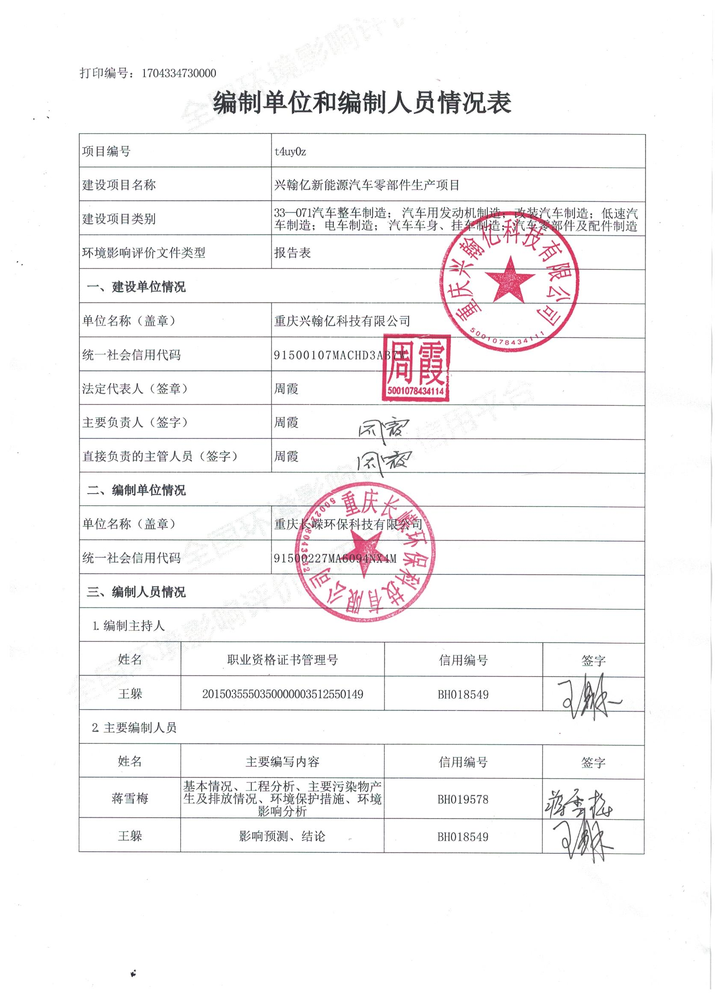 打印编号：1704334730000
编制单位和编制人员情况表
项目编号 t4uy0z
建设项目名称 兴翰亿新能源汽车零部件生产项目
建设项目类别 33—071汽车整车制造；汽车用发动机制造；改装汽车制造；低速汽
车制造；电车制造；汽车车身、挂车制造；汽车零部件及配件制造
环境影响评价文件类型 报告表
一、建设单位情况
重庆兴翰亿科技有限公司
5001078434111
单位名称（盖章） 重庆兴翰亿科技有限公司
统一社会信用代码 91500107MACHD3AB7W
周霞
5001078434114
法定代表人（签章） 周霞
主要负责人（签字） 周霞 周霞
直接负责的主管人员（签字） 周霞 周霞
二、编制单位情况
重庆长嵘环保科技有限公司
单位名称（盖章） 重庆长嵘环保科技有限公司
统一社会信用代码 91500227MA6094NX4M
三、编制人员情况
1.编制主持人
姓名 职业资格证书管理号 信用编号 签字
王躲 2015035550350000003512550149 BH018549 王躲
2.主要编制人员
姓名 主要编写内容 信用编号 签字
蒋雪梅 基本情况、工程分析、主要污染物产
生及排放情况、环境保护措施、环境
影响分析 BH019578 蒋雪梅
王躲 影响预测、结论 BH018549 王躲